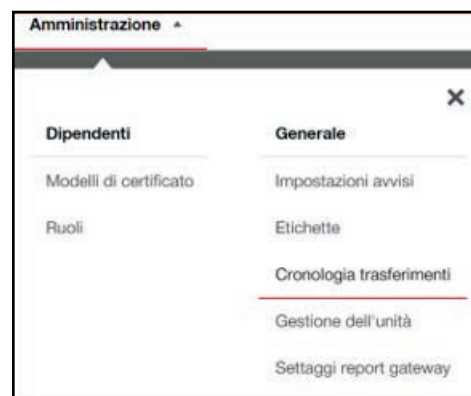 Amministrazione
Dipendenti
Modelli di certificato
Ruoli
Generale
Impostazioni avvisi
Etichette
Cronologia trasferimenti
Gestione dell'unità
Settaggi report gateway